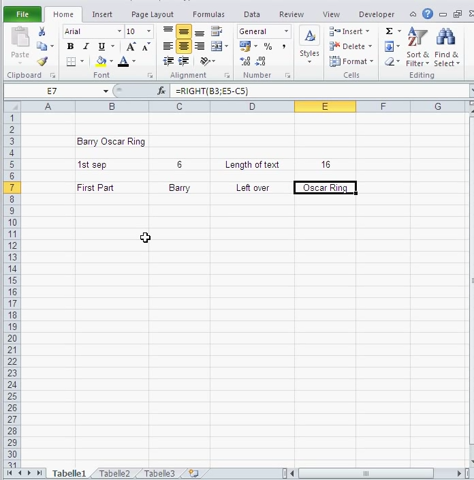 File Home Insert Page Layout Formulas Data Review View Developer
Paste
Arial 10
B I U
General
% ,
Styles
Insert
Delete
Format
Σ
Sort & Filter
Find & Select
Clipboard Font Alignment Number Cells Editing
E7 fx =RIGHT(B3;E5-C5)
A B C D E F G
1
2
3 Barry Oscar Ring
4
5 1st sep 6 Length of text 16
6
7 First Part Barry Left over Oscar Ring
8
9
10
11
12
13
14
15
16
17
18
19
20
21
22
23
24
25
26
27
28
29
30
31
Tabelle1 Tabelle2 Tabelle3